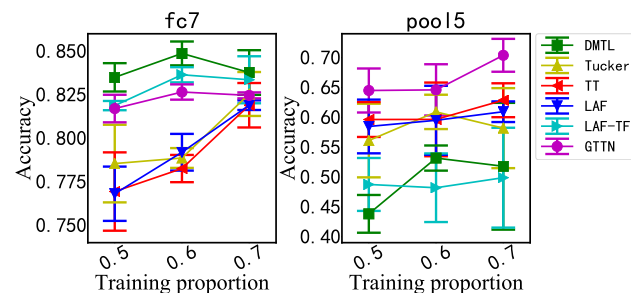 fc7
pool5
Accuracy
0.850
0.825
0.800
0.775
0.750
0.5
0.6
0.7
Training proportion
Accuracy
0.70
0.65
0.60
0.55
0.50
0.45
0.40
0.5
0.6
0.7
Training proportion
DMTL
Tucker
TT
LAF
LAF-TF
GTTN